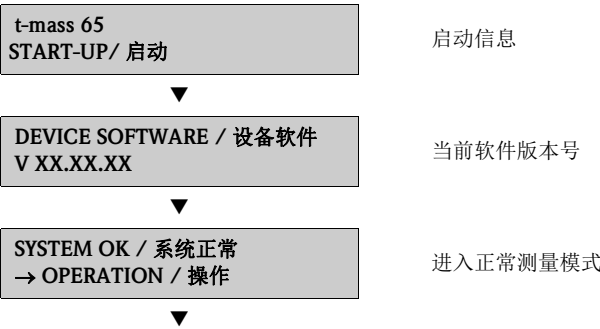 t-mass 65
START-UP/ 启动
启动信息
DEVICE SOFTWARE / 设备软件
V XX.XX.XX
当前软件版本号
SYSTEM OK / 系统正常
→ OPERATION / 操作
进入正常测量模式